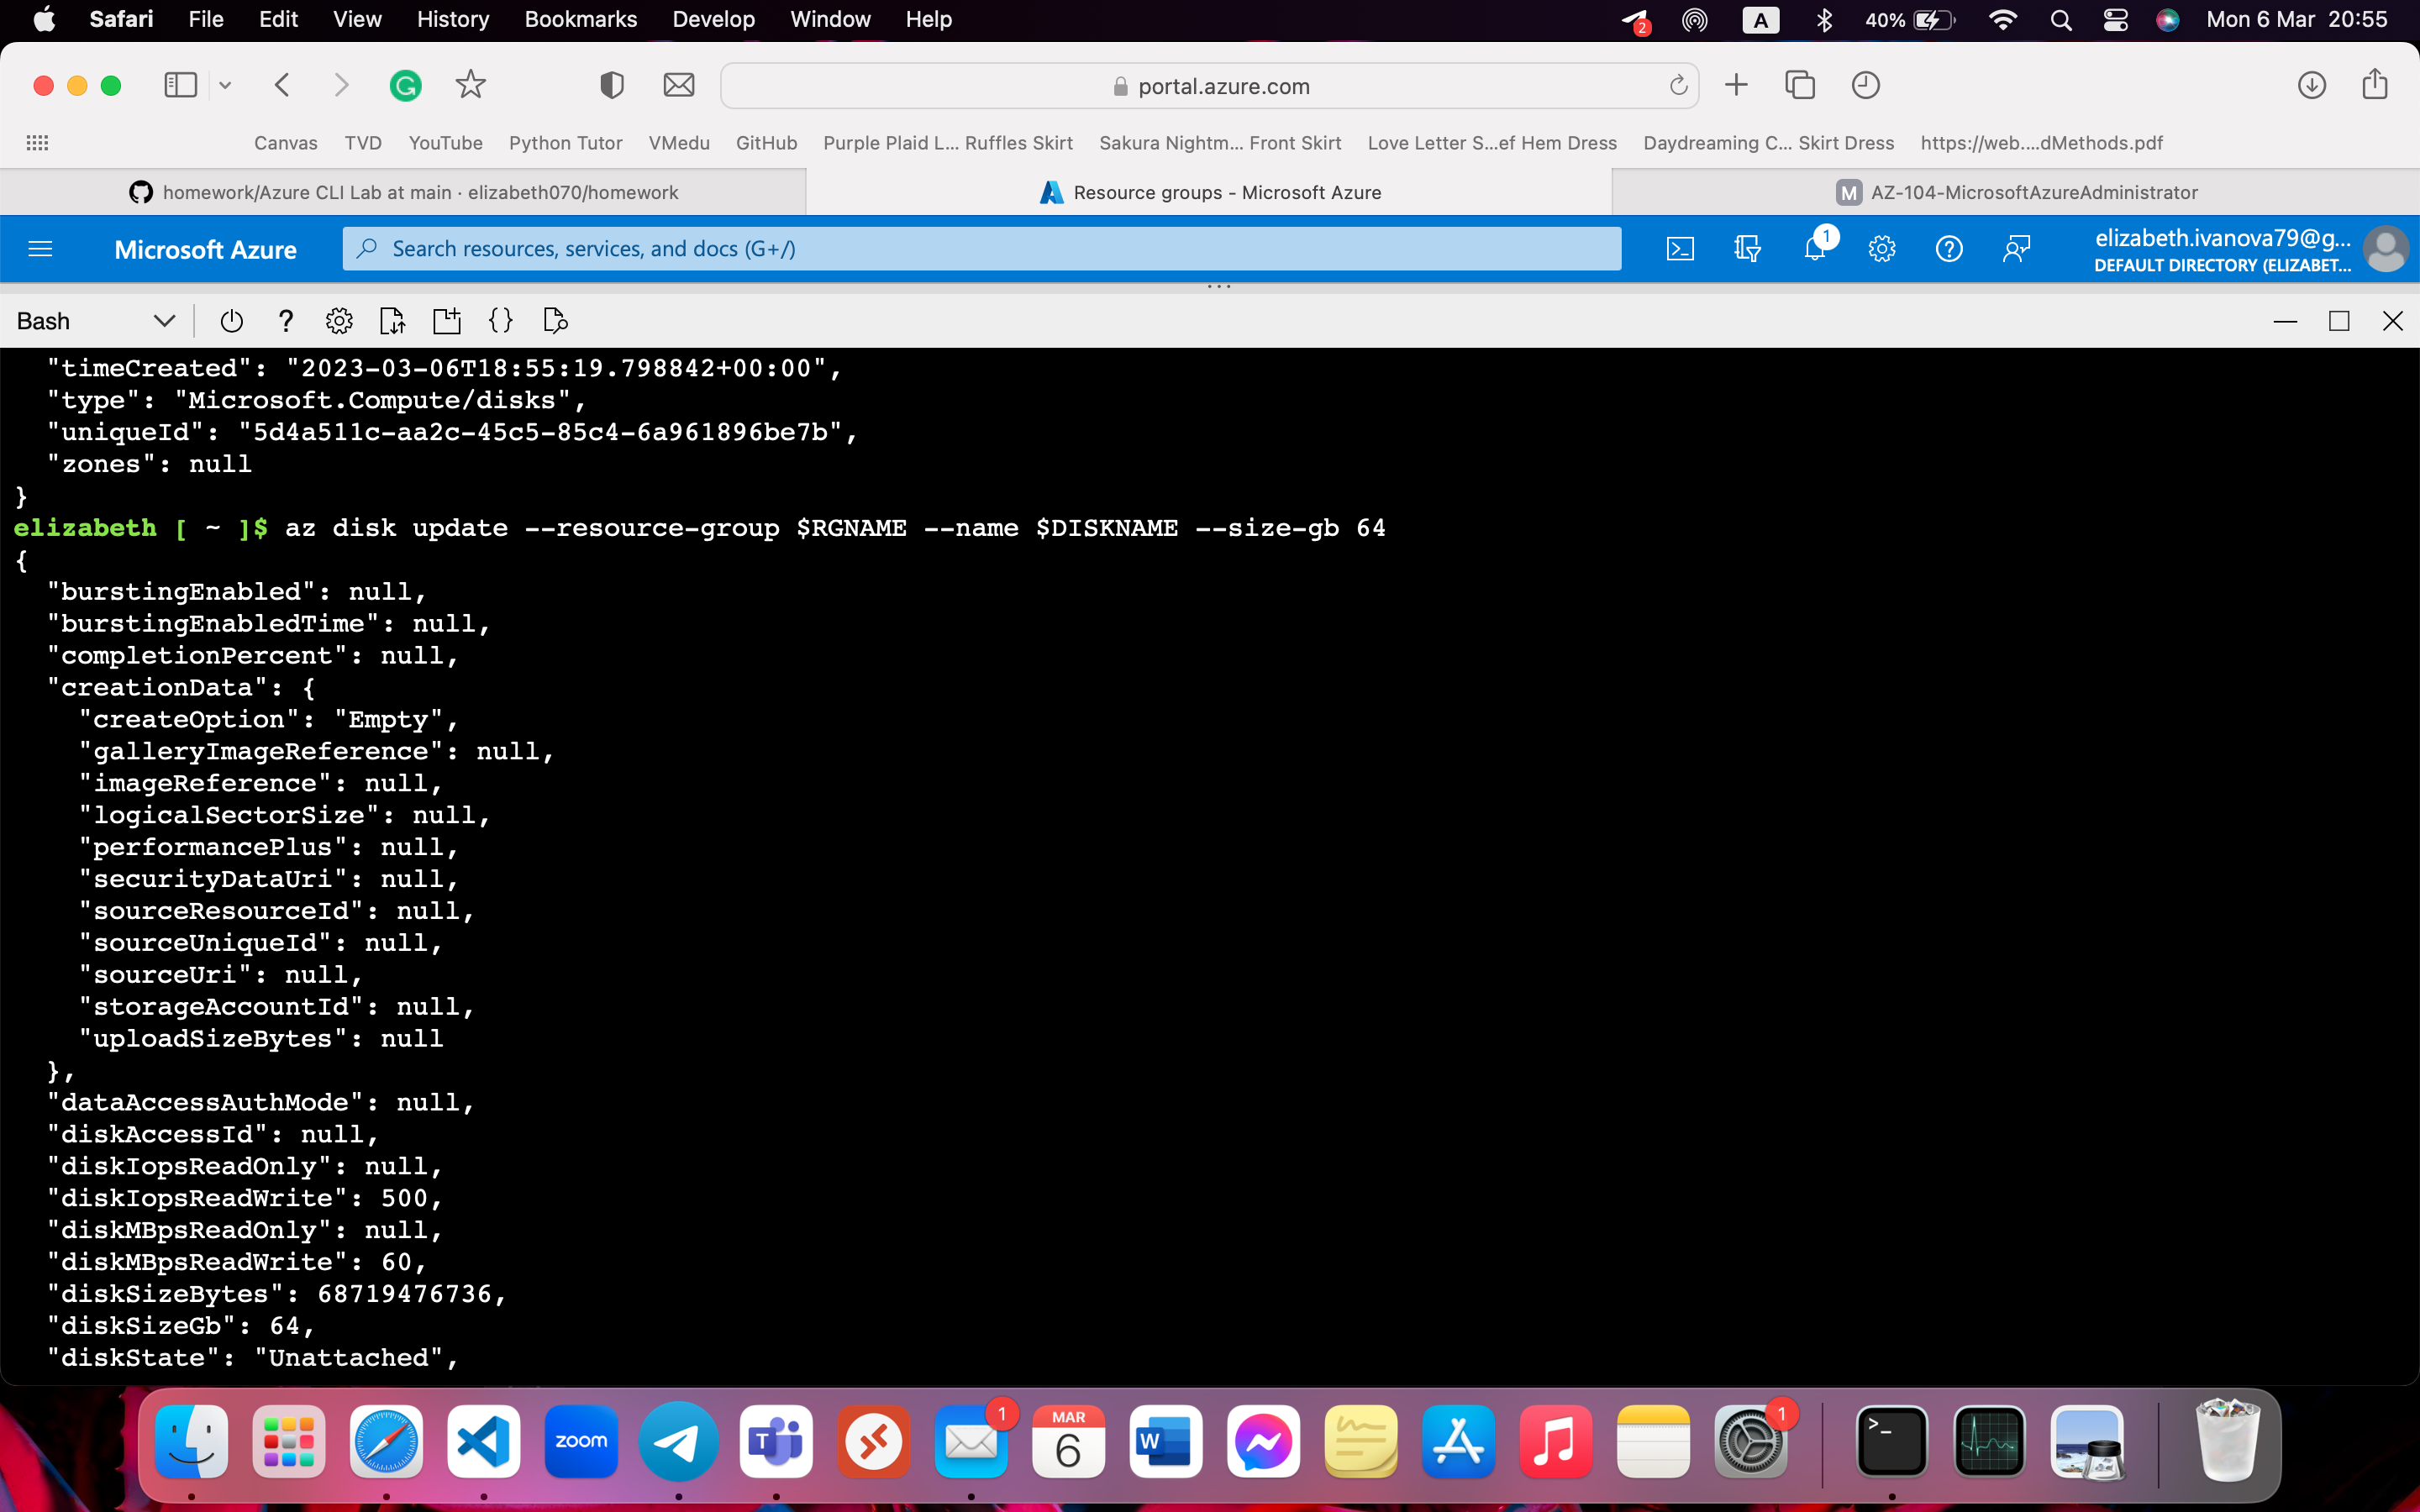 Safari File Edit View History Bookmarks Develop Window Help 2 A 40% Mon 6 Mar 20:55
portal.azure.com
Canvas TVD YouTube Python Tutor VMedu GitHub Purple Plaid L... Ruffles Skirt Sakura Nightm... Front Skirt Love Letter S...ef Hem Dress Daydreaming C... Skirt Dress https://web....dMethods.pdf
homework/Azure CLI Lab at main · elizabeth070/homework Resource groups - Microsoft Azure M AZ-104-MicrosoftAzureAdministrator
Microsoft Azure Search resources, services, and docs (G+/) 1 elizabeth.ivanova79@g...
DEFAULT DIRECTORY (ELIZABET...
Bash
"timeCreated": "2023-03-06T18:55:19.798842+00:00",
"type": "Microsoft.Compute/disks",
"uniqueId": "5d4a511c-aa2c-45c5-85c4-6a961896be7b",
"zones": null
}
elizabeth [ ~ ]$ az disk update --resource-group $RGNAME --name $DISKNAME --size-gb 64
{
"burstingEnabled": null,
"burstingEnabledTime": null,
"completionPercent": null,
"creationData": {
"createOption": "Empty",
"galleryImageReference": null,
"imageReference": null,
"logicalSectorSize": null,
"performancePlus": null,
"securityDataUri": null,
"sourceResourceId": null,
"sourceUniqueId": null,
"sourceUri": null,
"storageAccountId": null,
"uploadSizeBytes": null
},
"dataAccessAuthMode": null,
"diskAccessId": null,
"diskIopsReadOnly": null,
"diskIopsReadWrite": 500,
"diskMBpsReadOnly": null,
"diskMBpsReadWrite": 60,
"diskSizeBytes": 68719476736,
"diskSizeGb": 64,
"diskState": "Unattached",
zoom T 1 MAR 6 W 1 >_